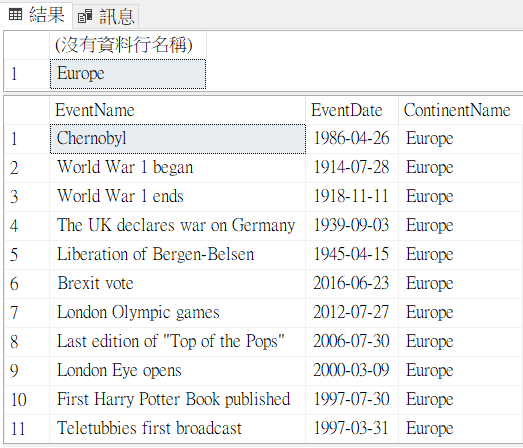 結果 訊息
(沒有資料行名稱)
1 Europe
EventName EventDate ContinentName
1 Chernobyl 1986-04-26 Europe
2 World War 1 began 1914-07-28 Europe
3 World War 1 ends 1918-11-11 Europe
4 The UK declares war on Germany 1939-09-03 Europe
5 Liberation of Bergen-Belsen 1945-04-15 Europe
6 Brexit vote 2016-06-23 Europe
7 London Olympic games 2012-07-27 Europe
8 Last edition of "Top of the Pops" 2006-07-30 Europe
9 London Eye opens 2000-03-09 Europe
10 First Harry Potter Book published 1997-07-30 Europe
11 Teletubbies first broadcast 1997-03-31 Europe